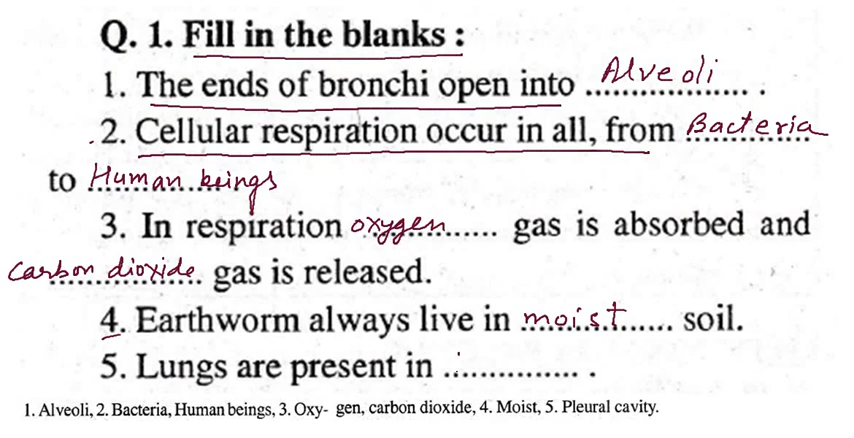 Q. 1. Fill in the blanks :
1. The ends of bronchi open into Alveoli .
.2. Cellular respiration occur in all, from Bacteria
to Human beings
3. In respiration oxygen gas is absorbed and
carbon dioxide gas is released.
4. Earthworm always live in moist soil.
5. Lungs are present in ............... .
1. Alveoli, 2. Bacteria, Human beings, 3. Oxy- gen, carbon dioxide, 4. Moist, 5. Pleural cavity.